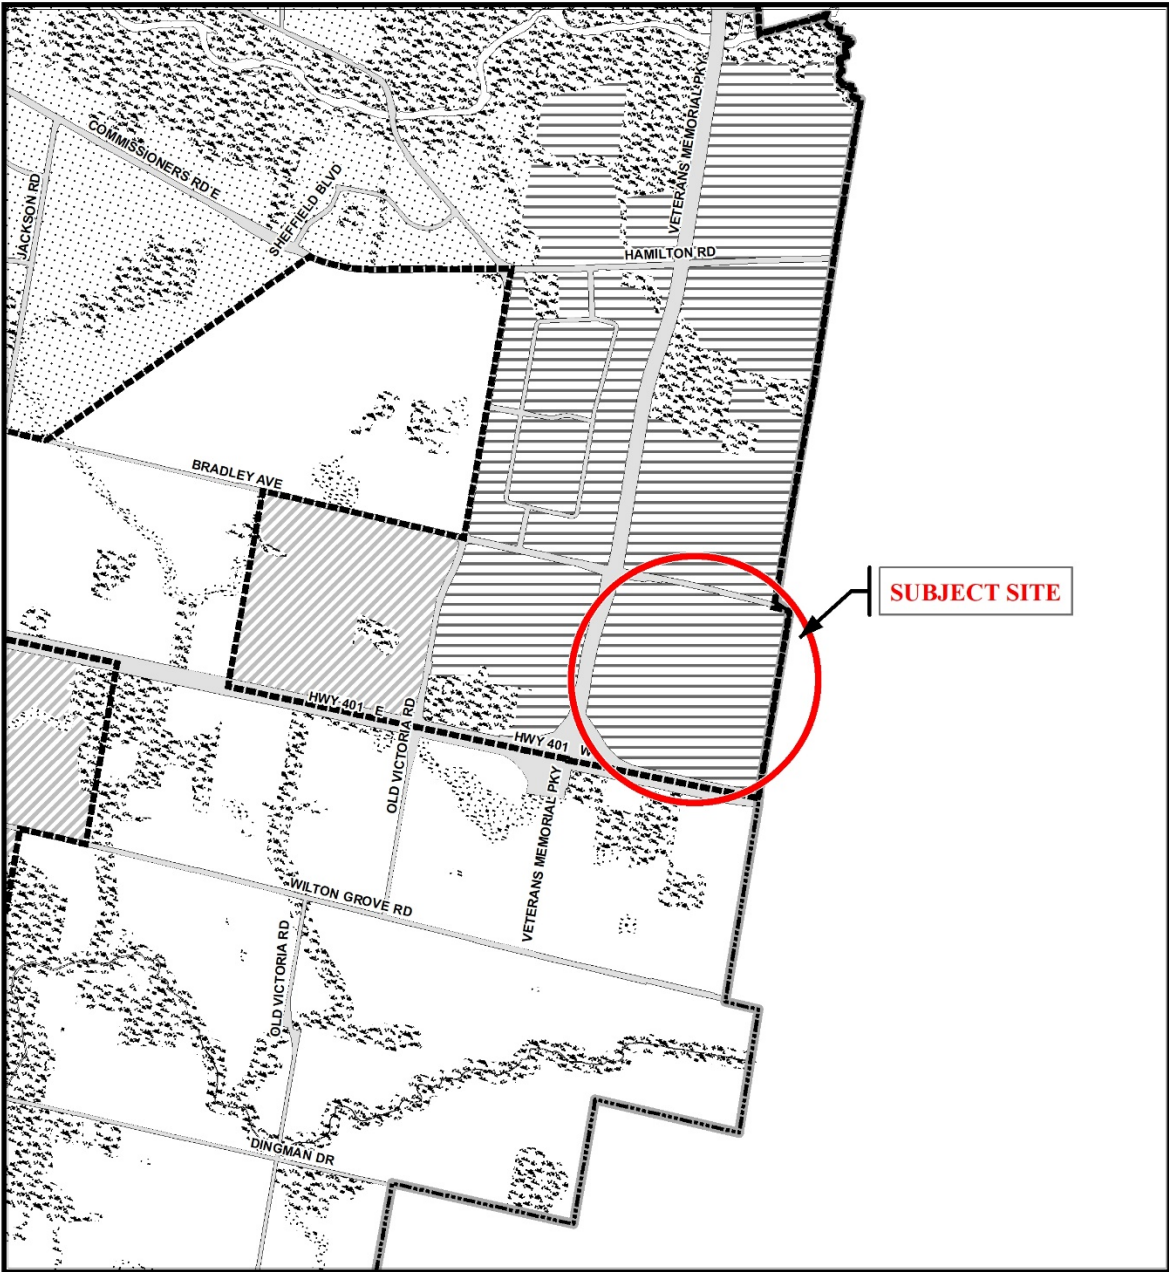 VETERANS MEMORIAL PKY
COMMISSIONERS RD E
JACKSON RD
SHEFFIELD BLVD
HAMILTON RD
BRADLEY AVE
SUBJECT SITE
HWY 401 E
OLD VICTORIA RD
HWY 401 W
VETERANS MEMORIAL PKY
WILTON GROVE RD
OLD VICTORIA RD
DINGMAN DR